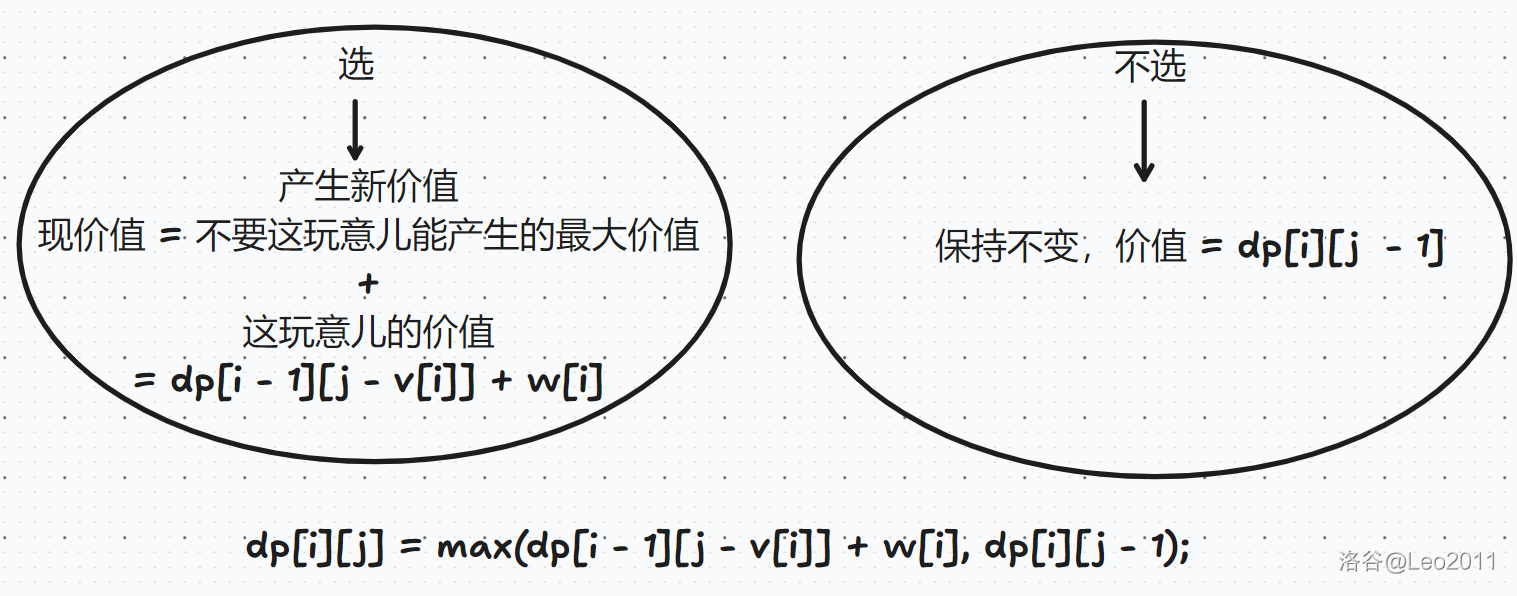 选
产生新价值
现价值 = 不要这玩意儿能产生的最大价值
+
这玩意儿的价值
= dp[i - 1][j - v[i]] + w[i]
不选
保持不变，价值 = dp[i][j - 1]
dp[i][j] = max(dp[i - 1][j - v[i]] + w[i], dp[i][j - 1);
洛谷@Leo2011